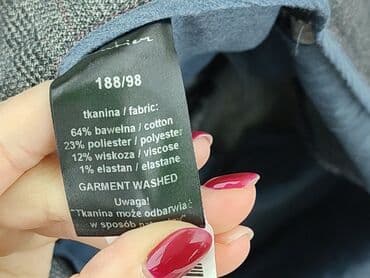 188/98
tkanina / fabric:
64% bawełna / cotton
23% poliester / polyester
12% wiskoza / viscose
1% elastan / elastane
GARMENT WASHED
Uwaga!
"Tkanina może odbarwiać
w sposób